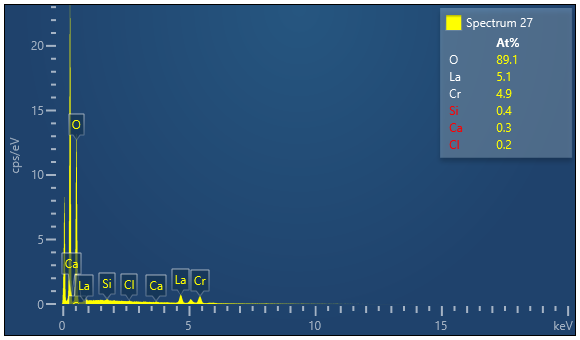 Spectrum 27
At%
O 89.1
La 5.1
Cr 4.9
Si 0.4
Ca 0.3
Cl 0.2
cps/eV
20
15
10
5
0
O
Ca
La
Si
Cl
Ca
La
Cr
0 5 10 15 keV